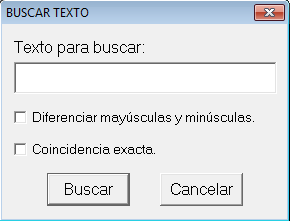 BUSCAR TEXTO
Texto para buscar:
Diferenciar mayúsculas y minúsculas.
Coincidencia exacta.
Buscar Cancelar